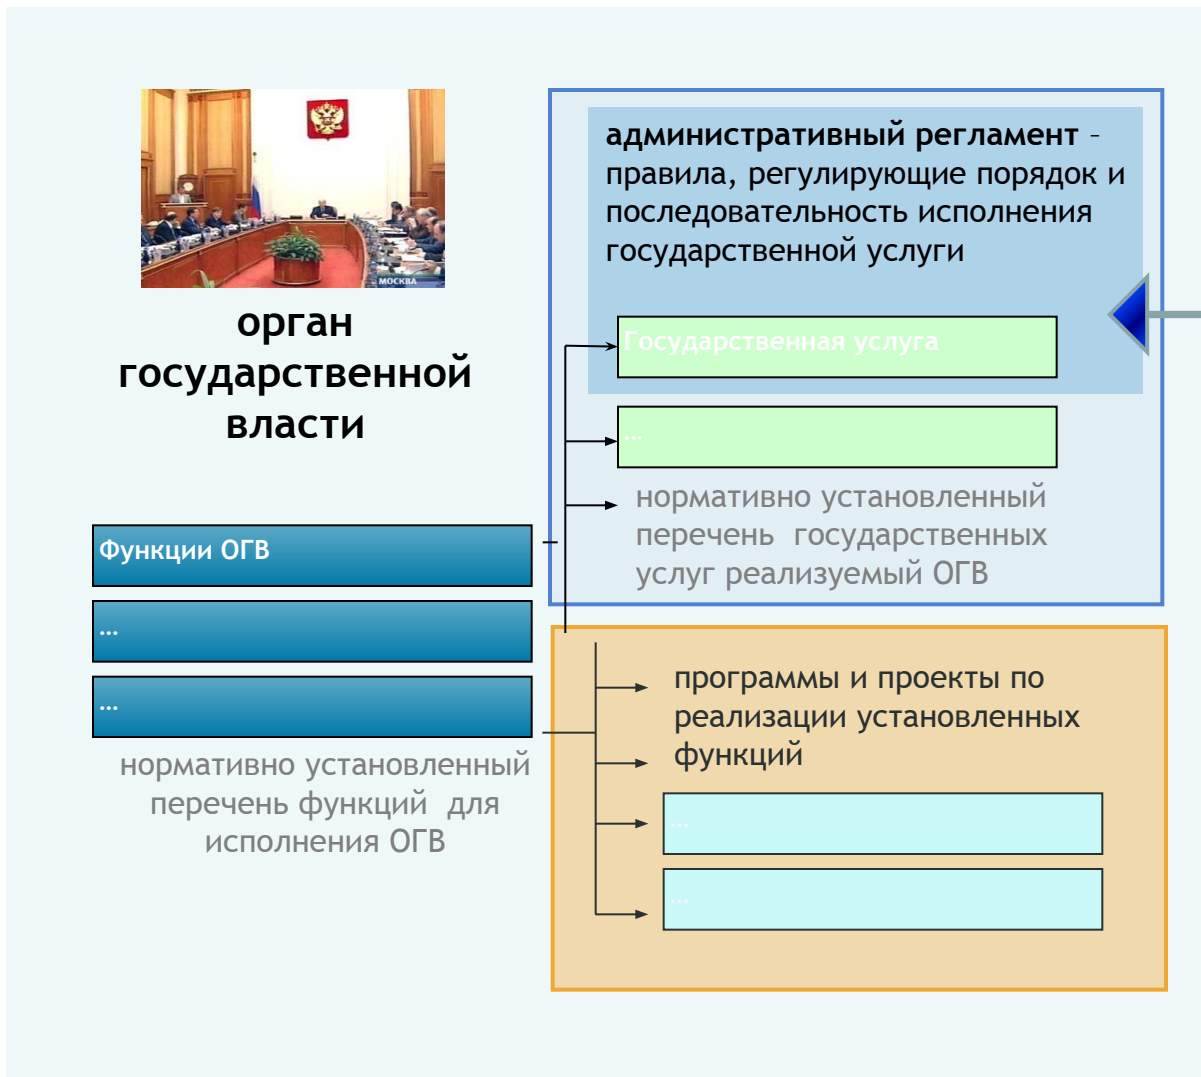 МОСКВА
орган
государственной
власти
Функции ОГВ
...
...
нормативно установленный
перечень функций для
исполнения ОГВ
административный регламент –
правила, регулирующие порядок и
последовательность исполнения
государственной услуги
Государственная услуга
...
нормативно установленный
перечень государственных
услуг реализуемый ОГВ
программы и проекты по
реализации установленных
функций
...
...